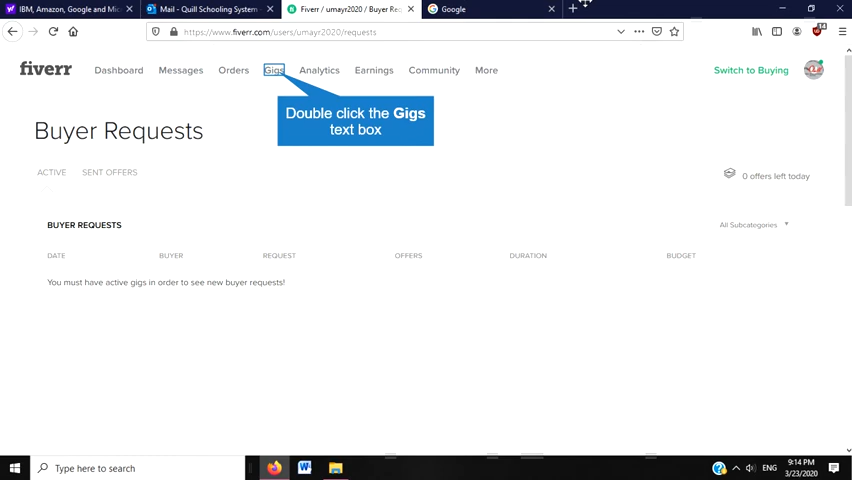 IBM, Amazon, Google and Mic
Mail - Quill Schooling System -
Fiverr / umayr2020 / Buyer Req
Google
https://www.fiverr.com/users/umayr2020/requests
14
fiverr
Dashboard Messages Orders Gigs Analytics Earnings Community More Switch to Buying
Double click the Gigs
text box
Buyer Requests
ACTIVE SENT OFFERS
0 offers left today
BUYER REQUESTS
All Subcategories
DATE BUYER REQUEST OFFERS DURATION BUDGET
You must have active gigs in order to see new buyer requests!
Type here to search
ENG
9:14 PM
3/23/2020